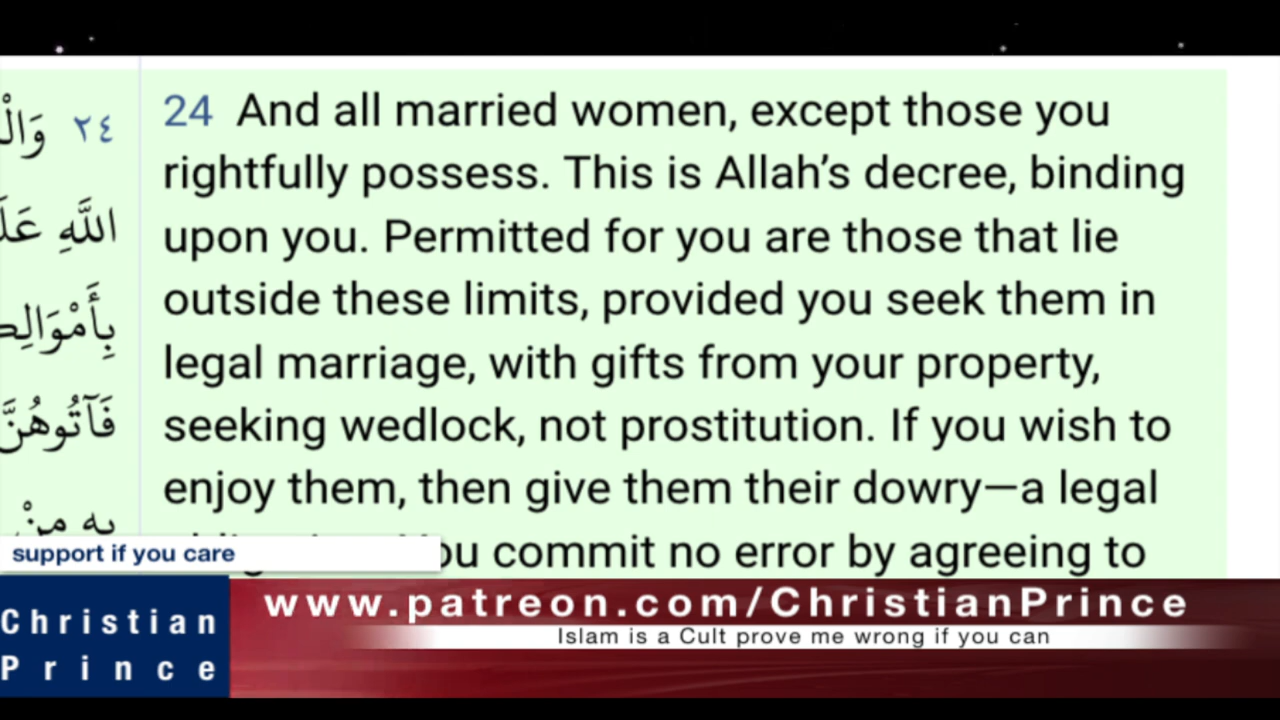 ٢٤ وَالْ
24 And all married women, except those you
rightfully possess. This is Allah’s decree, binding
اللَّهِ عَلَ
upon you. Permitted for you are those that lie
outside these limits, provided you seek them in
بِأَمْوَالِ
legal marriage, with gifts from your property,
فَآتُوهُنَّ
seeking wedlock, not prostitution. If you wish to
enjoy them, then give them their dowry—a legal
بِهِ مِنْ
commit no error by agreeing to
support if you care
Christian
Prince
www.patreon.com/ChristianPrince
Islam is a Cult prove me wrong if you can